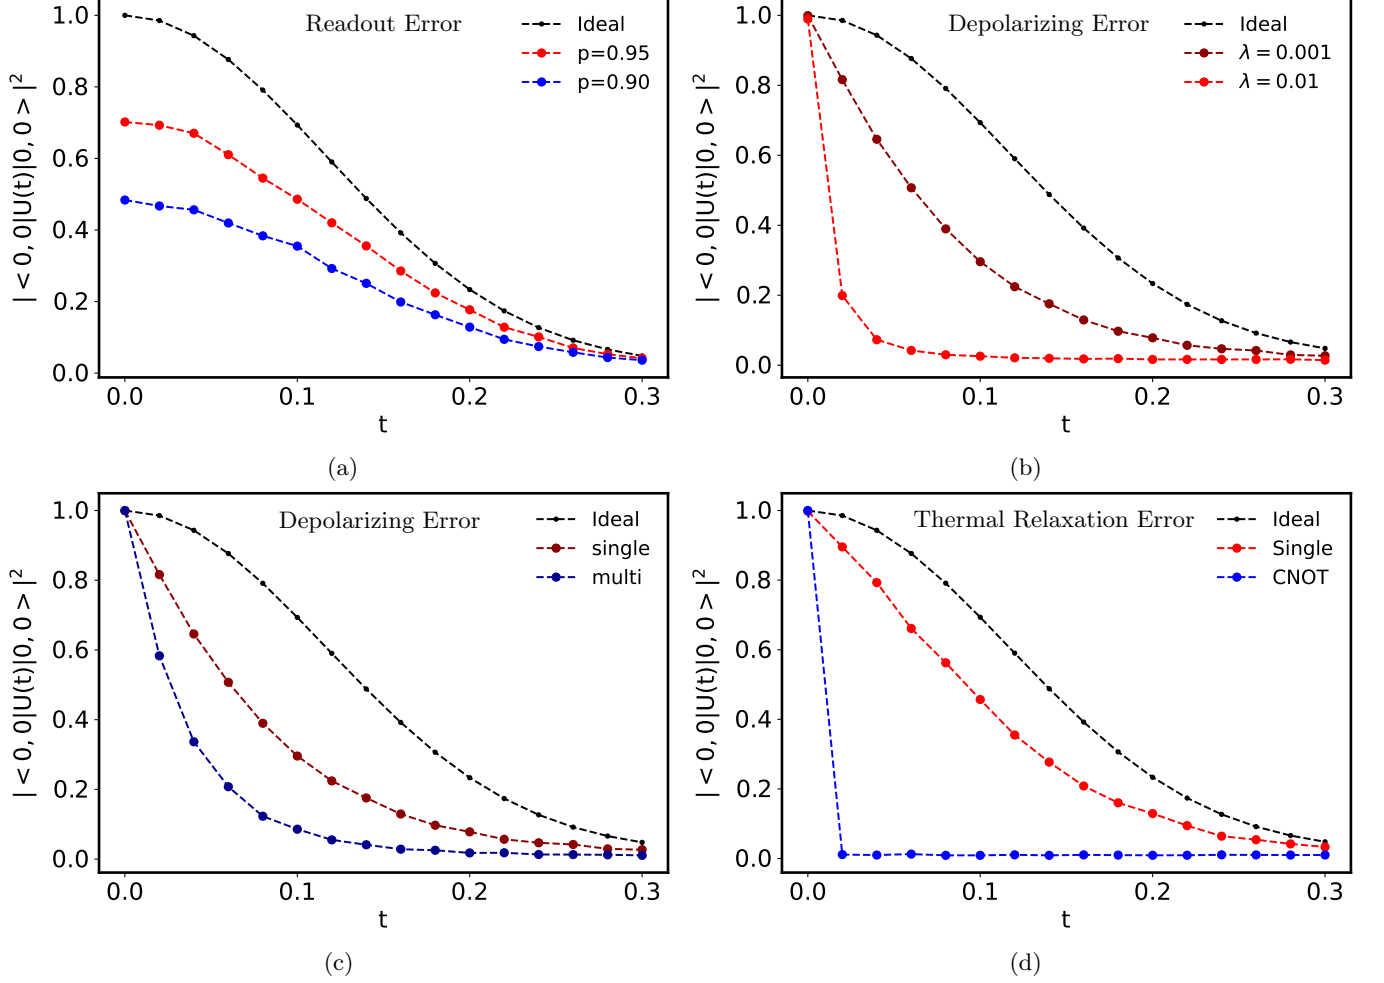 Readout Error
Ideal
p=0.95
p=0.90
1.0
0.8
0.6
0.4
0.2
0.0
|<0,0|U(t)|0,0>|²
0.0 0.1 0.2 0.3
t
(a)
Depolarizing Error
Ideal
λ=0.001
λ=0.01
1.0
0.8
0.6
0.4
0.2
0.0
|<0,0|U(t)|0,0>|²
0.0 0.1 0.2 0.3
t
(b)
Depolarizing Error
Ideal
single
multi
1.0
0.8
0.6
0.4
0.2
0.0
|<0,0|U(t)|0,0>|²
0.0 0.1 0.2 0.3
t
(c)
Thermal Relaxation Error
Ideal
Single
CNOT
1.0
0.8
0.6
0.4
0.2
0.0
|<0,0|U(t)|0,0>|²
0.0 0.1 0.2 0.3
t
(d)